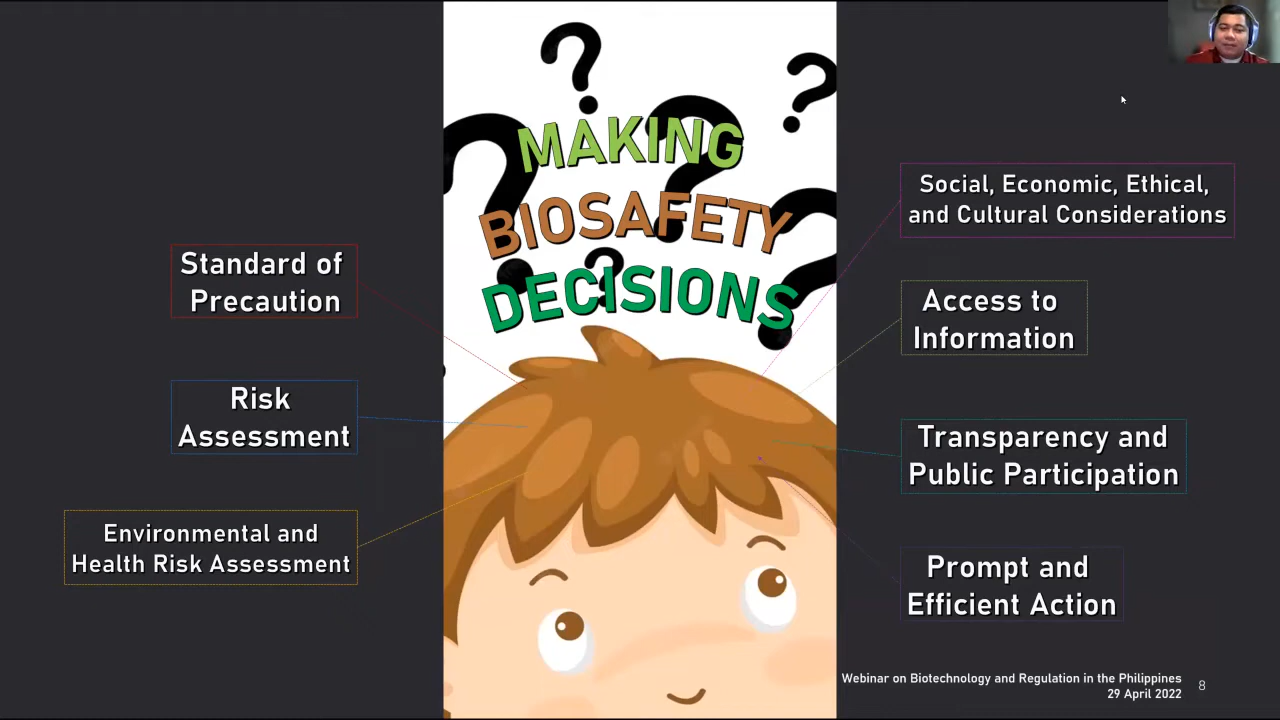 MAKING
BIOSAFETY
DECISIONS
Standard of
Precaution
Risk
Assessment
Environmental and
Health Risk Assessment
Social, Economic, Ethical,
and Cultural Considerations
Access to
Information
Transparency and
Public Participation
Prompt and
Efficient Action
Webinar on Biotechnology and Regulation in the Philippines
29 April 2022
8